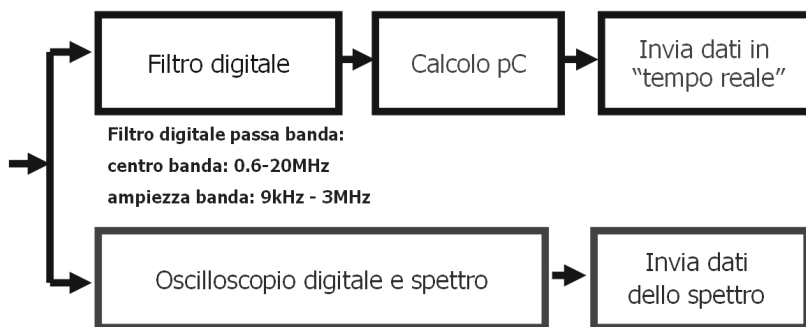 Filtro digitale
Calcolo pC
Invia dati in
“tempo reale”
Filtro digitale passa banda:
centro banda: 0.6-20MHz
ampiezza banda: 9kHz - 3MHz
Oscilloscopio digitale e spettro
Invia dati
dello spettro